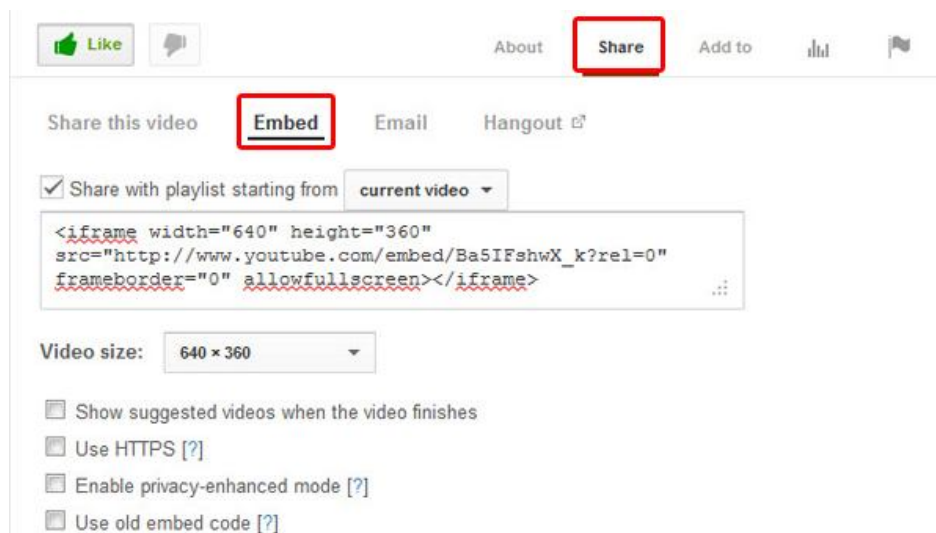 Like About Share Add to
Share this video Embed Email Hangout
Share with playlist starting from current video
<iframe width="640" height="360"
src="http://www.youtube.com/embed/Ba5IFshwX_k?rel=0"
frameborder="0" allowfullscreen></iframe>
Video size: 640 × 360
Show suggested videos when the video finishes
Use HTTPS [?]
Enable privacy-enhanced mode [?]
Use old embed code [?]